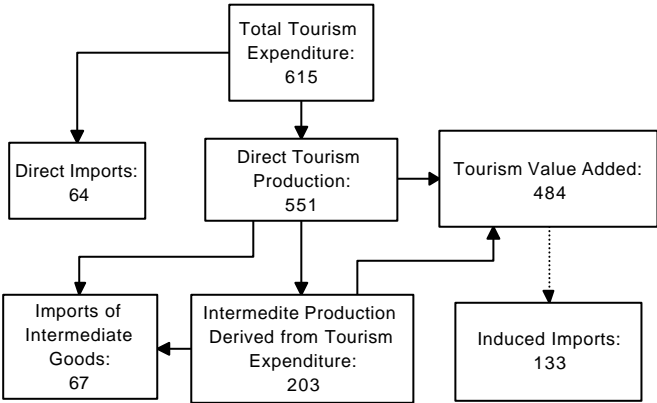 Total Tourism
Expenditure:
615
Direct Imports:
64
Direct Tourism
Production:
551
Tourism Value Added:
484
Imports of
Intermediate
Goods:
67
Intermedite Production
Derived from Tourism
Expenditure:
203
Induced Imports:
133